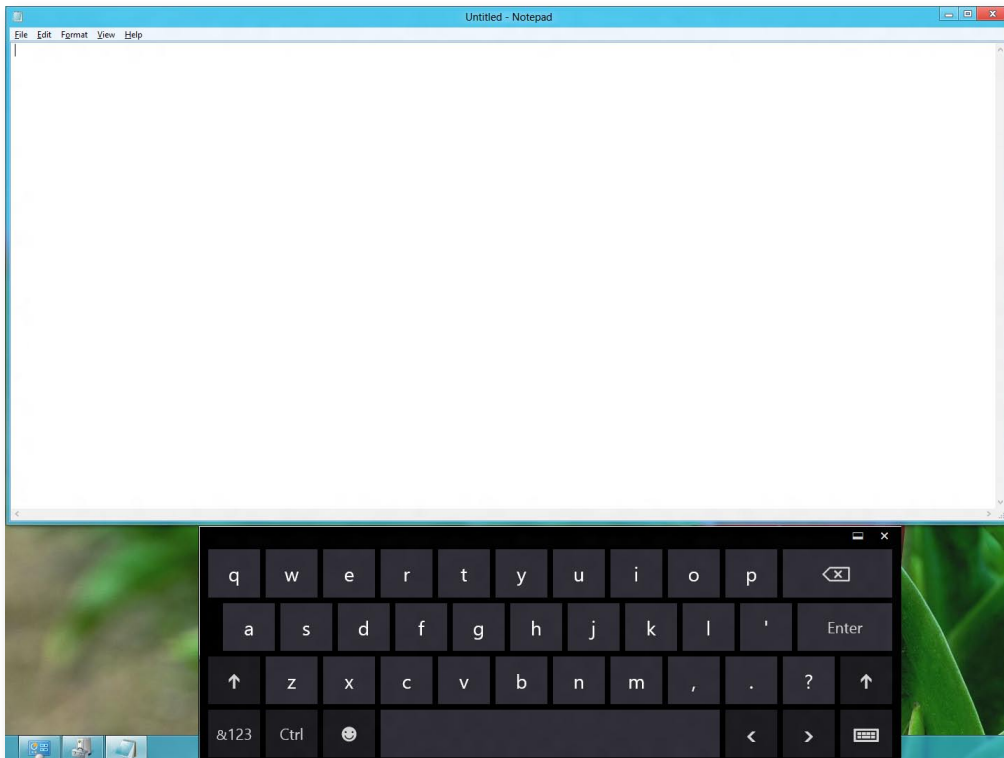 Untitled - Notepad
File Edit Format View Help
q w e r t y u i o p
a s d f g h j k l ' Enter
z x c v b n m , . ?
&123 Ctrl